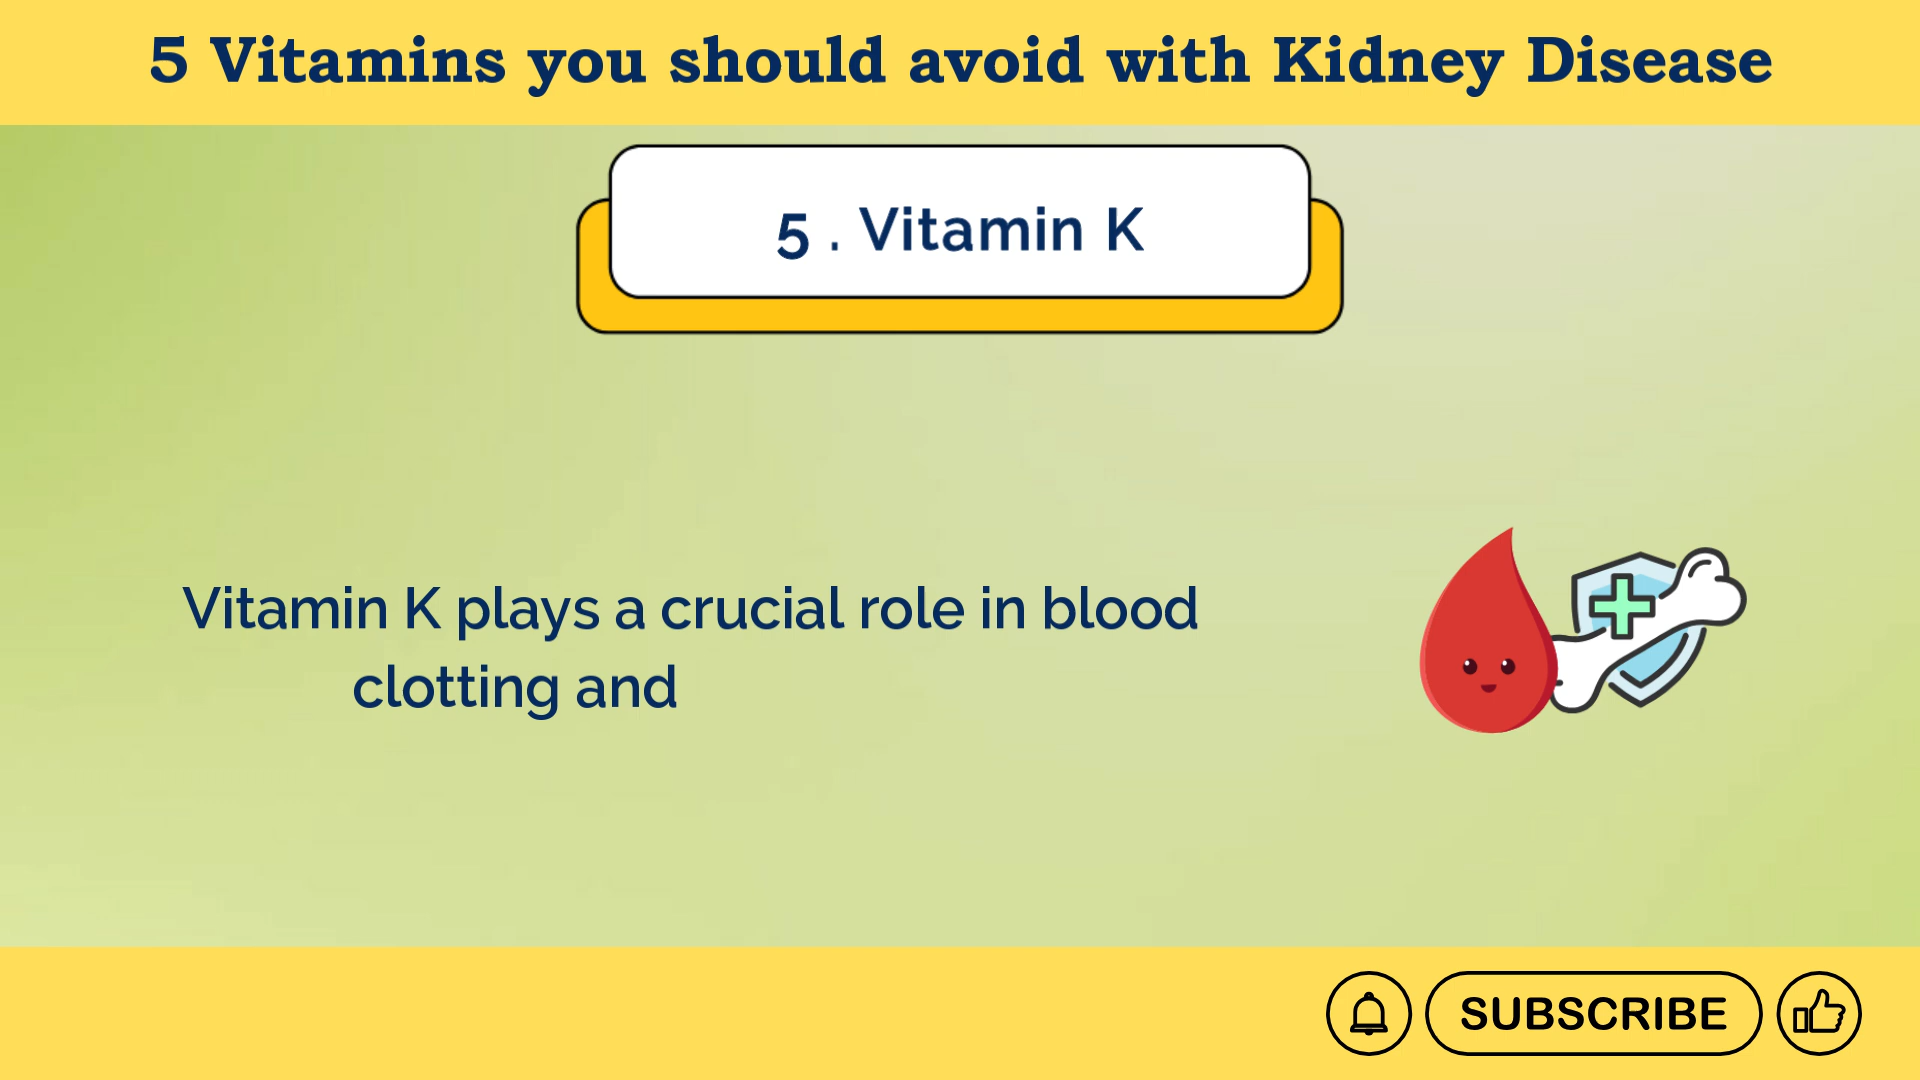 5 Vitamins you should avoid with Kidney Disease
5 . Vitamin K
Vitamin K plays a crucial role in blood
clotting and
SUBSCRIBE